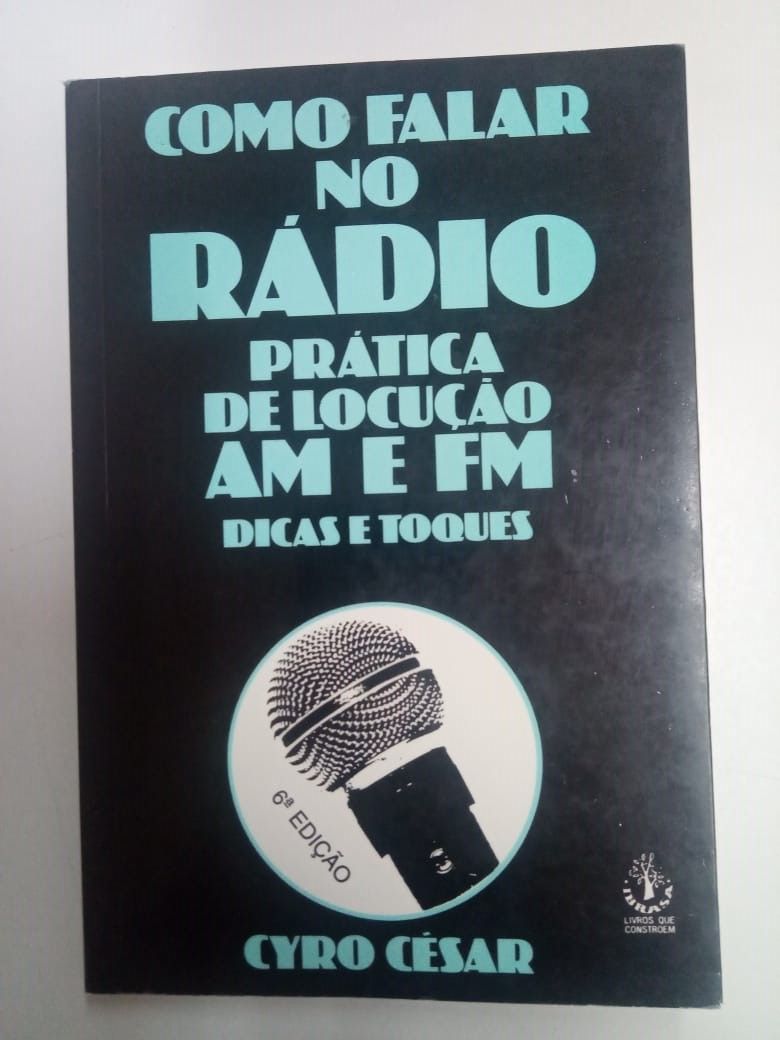 COMO FALAR
NO
RÁDIO
PRÁTICA
DE LOCUÇÃO
AM E FM
DICAS E TOQUES
6ª EDIÇÃO
IBRASA
LIVROS QUE
CONSTROEM
CYRO CÉSAR